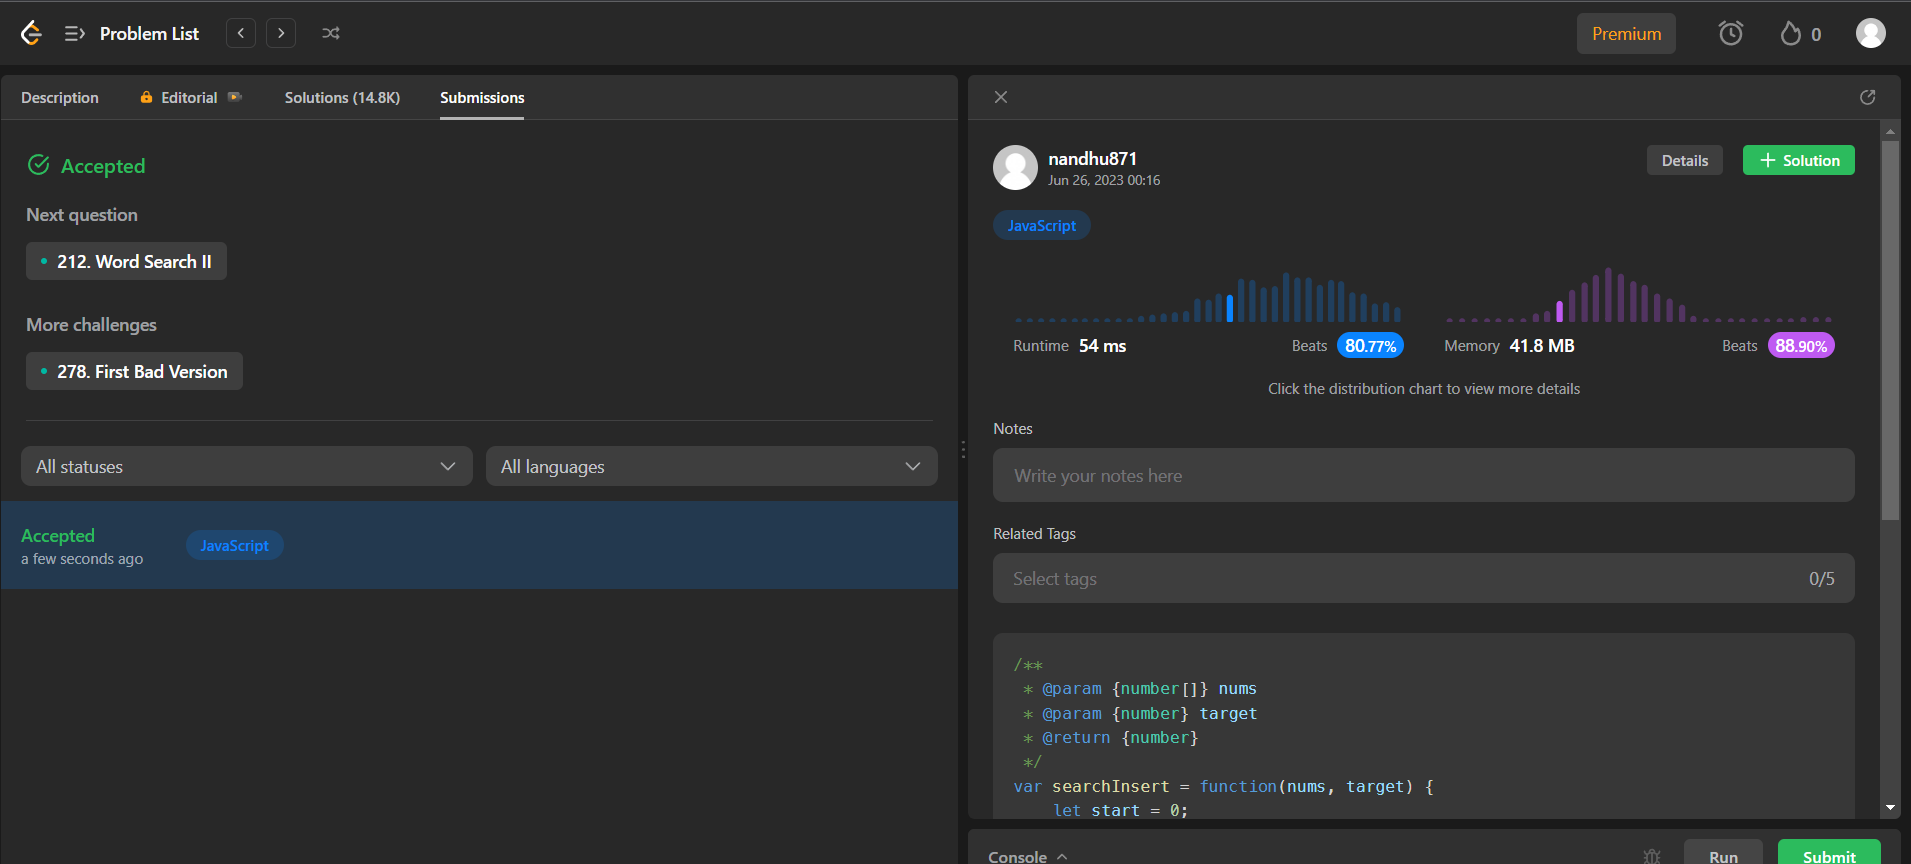 Problem List
Premium
0
Description
Editorial
Solutions (14.8K)
Submissions
Accepted
Next question
212. Word Search II
More challenges
278. First Bad Version
All statuses
All languages
Accepted
a few seconds ago
JavaScript
nandhu871
Jun 26, 2023 00:16
Details
Solution
JavaScript
Runtime 54 ms
Beats 80.77%
Memory 41.8 MB
Beats 88.90%
Click the distribution chart to view more details
Notes
Write your notes here
Related Tags
Select tags
0/5
/**
* @param {number[]} nums
* @param {number} target
* @return {number}
*/
var searchInsert = function(nums, target) {
let start = 0;
Console
Run
Submit